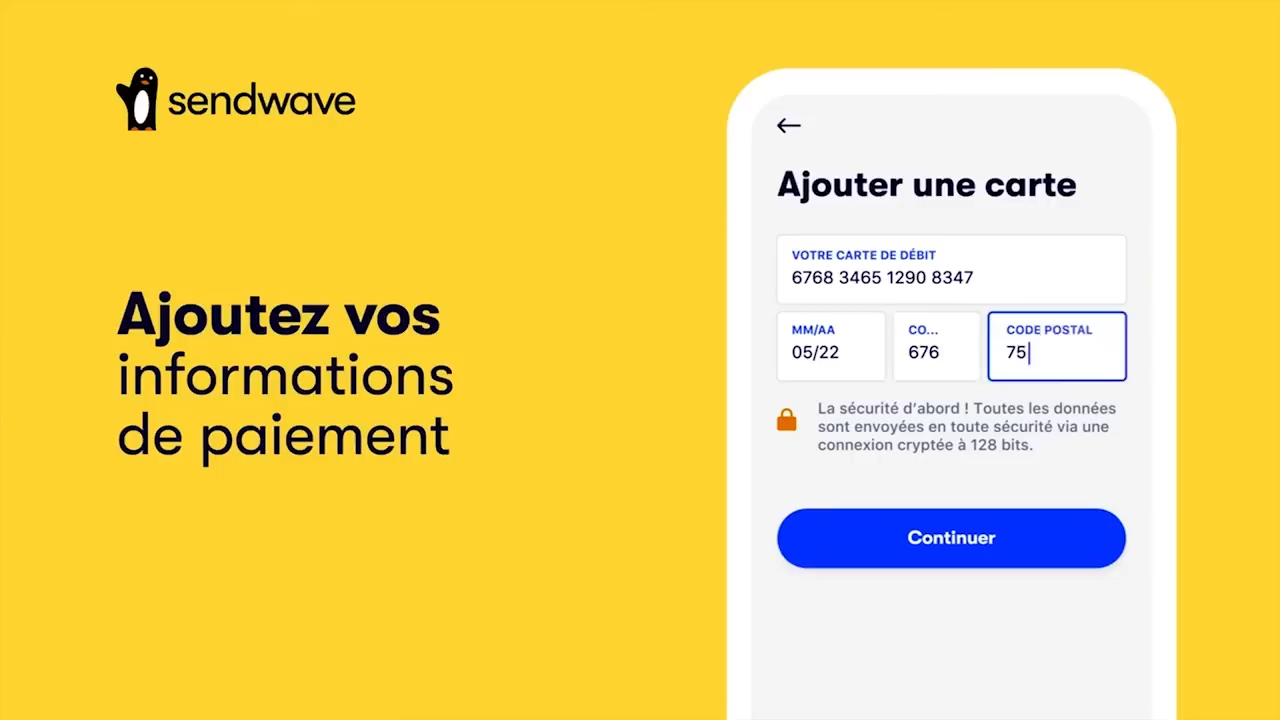 sendwave
Ajoutez vos
informations
de paiement
Ajouter une carte
VOTRE CARTE DE DÉBIT
6768 3465 1290 8347
MM/AA
05/22
CO...
676
CODE POSTAL
75
La sécurité d'abord ! Toutes les données
sont envoyées en toute sécurité via une
connexion cryptée à 128 bits.
Continuer